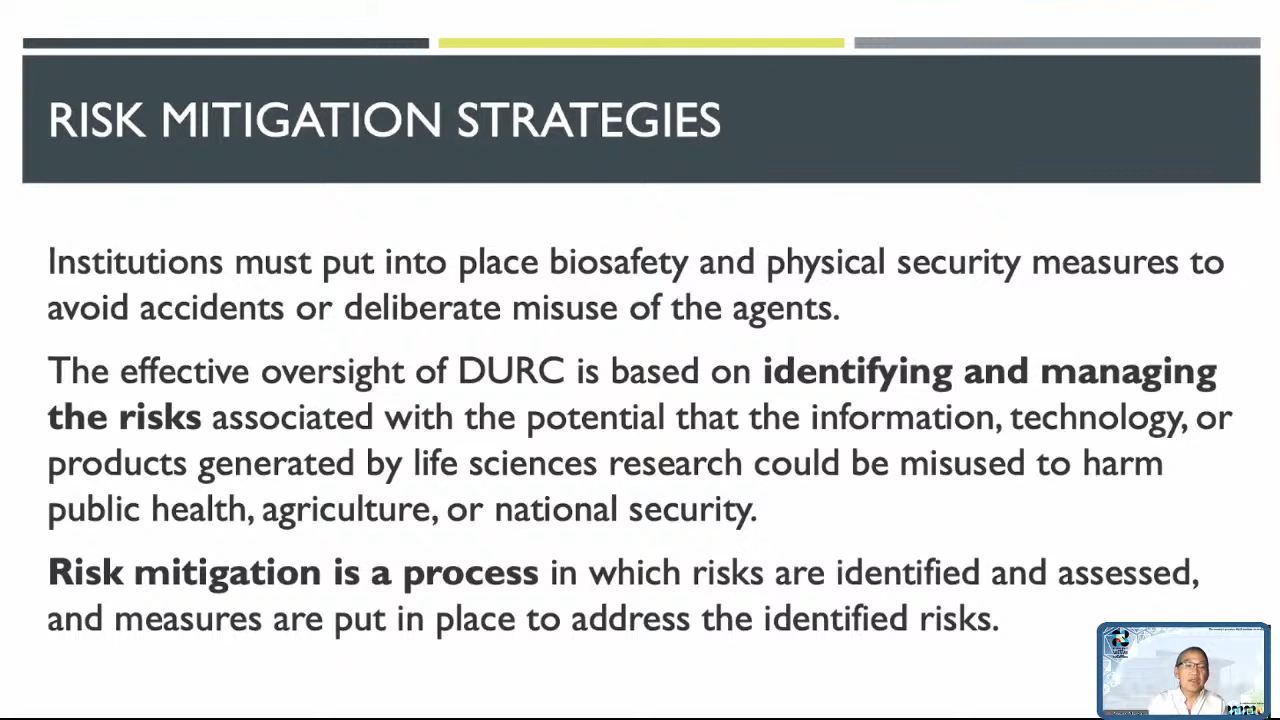 RISK MITIGATION STRATEGIES
Institutions must put into place biosafety and physical security measures to
avoid accidents or deliberate misuse of the agents.
The effective oversight of DURC is based on identifying and managing
the risks associated with the potential that the information, technology, or
products generated by life sciences research could be misused to harm
public health, agriculture, or national security.
Risk mitigation is a process in which risks are identified and assessed,
and measures are put in place to address the identified risks.